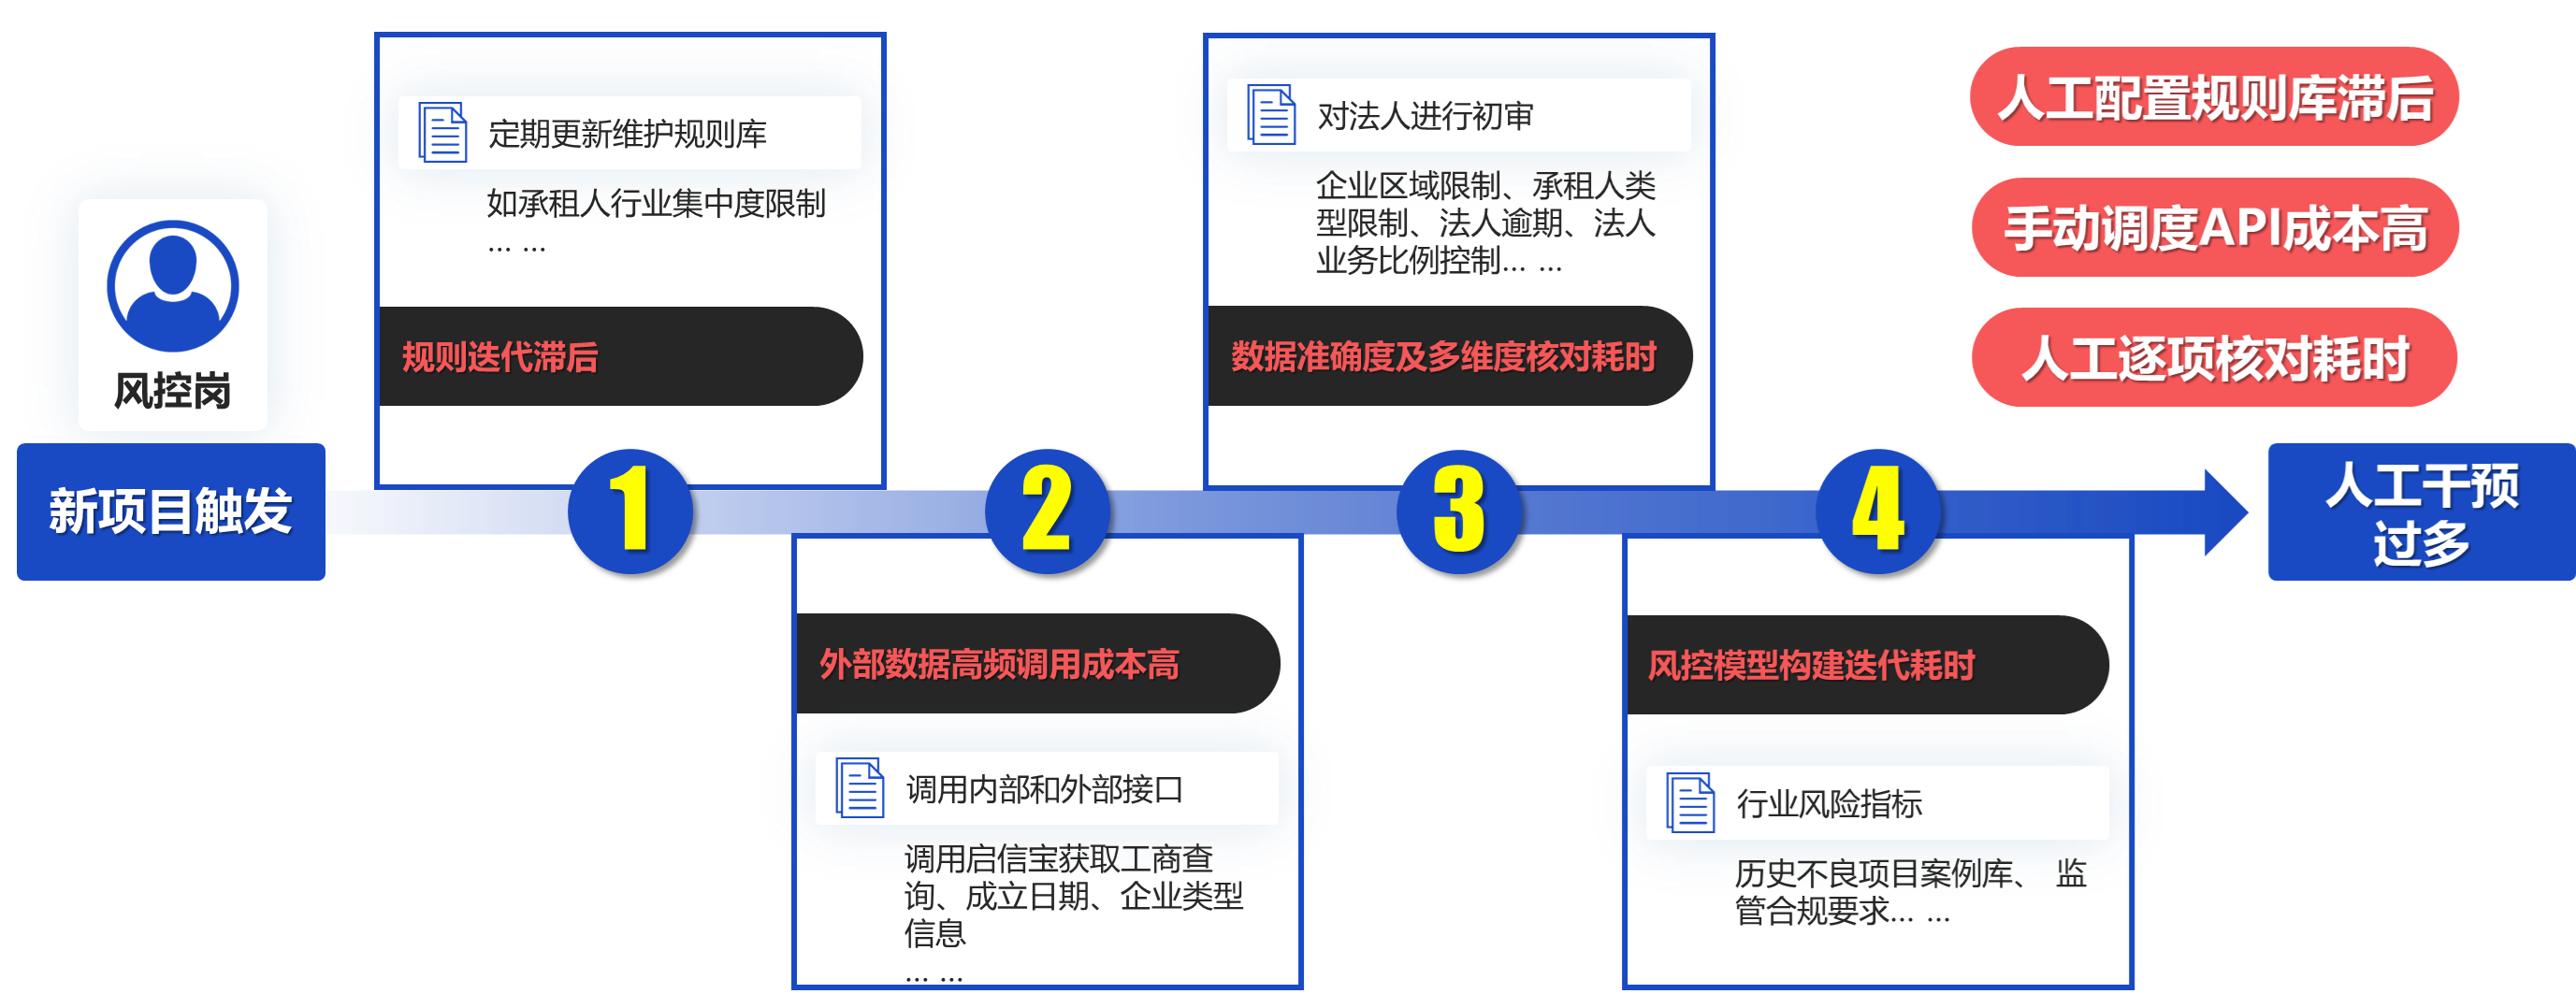 风控岗
新项目触发
定期更新维护规则库
如承租人行业集中度限制
... ...
规则迭代滞后
1
2
外部数据高频调用成本高
调用内部和外部接口
调用启信宝获取工商查
询、成立日期、企业类型
信息
... ...
对法人进行初审
企业区域限制、承租人类
型限制、法人逾期、法人
业务比例控制... ...
数据准确度及多维度核对耗时
3
4
风控模型构建迭代耗时
行业风险指标
历史不良项目案例库、 监
管合规要求... ...
人工配置规则库滞后
手动调度API成本高
人工逐项核对耗时
人工干预
过多